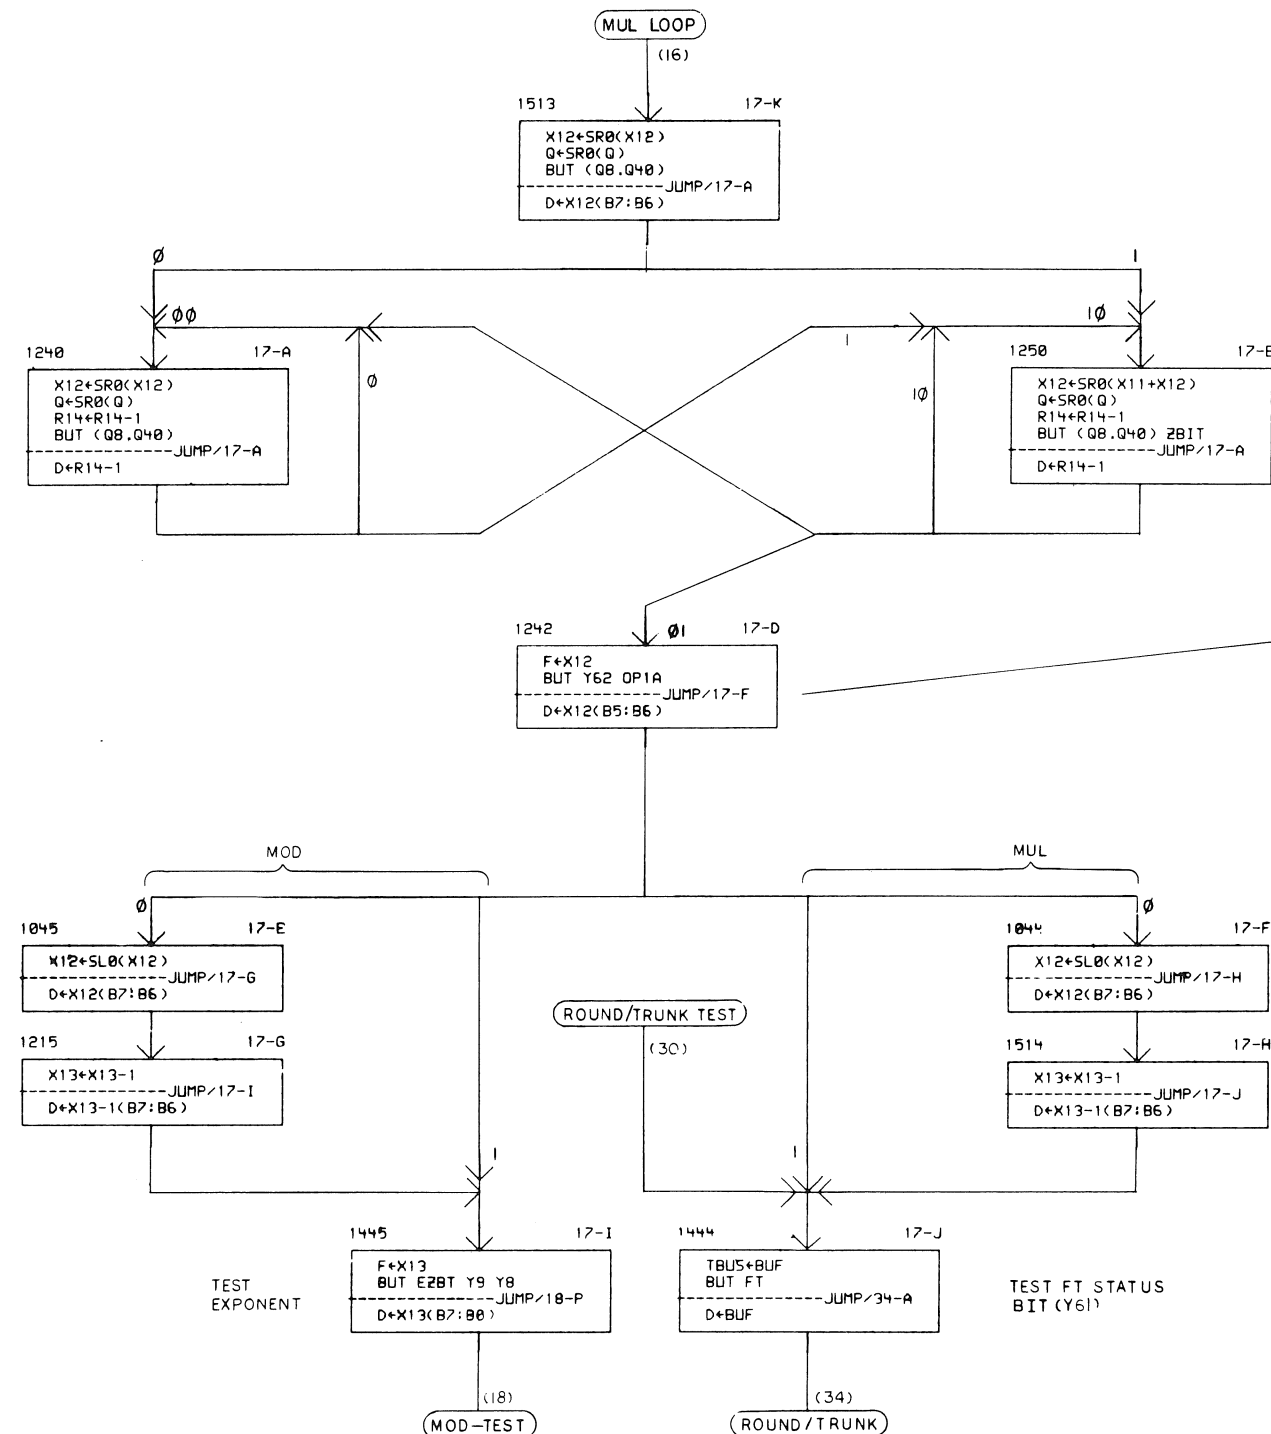 MUL LOOP
(16)
1513 17-K
X12←SR0(X12)
Q←SR0(Q)
BUT (Q8.Q40)
JUMP/17-A
D←X12(B7:B6)
Ø 1
ØØ 1Ø
1240 17-A
X12←SR0(X12)
Q←SR0(Q)
R14←R14-1
BUT (Q8.Q40)
JUMP/17-A
D←R14-1
Ø
1
1Ø
1250
X12←SR0(X11+X12)
Q←SR0(Q)
R14←R14-1
BUT (Q8.Q40) ZBIT
JUMP/17-A
D←R14-1
1242 Ø1 17-D
F←X12
BUT Y62 OP1A
JUMP/17-F
D←X12(B5:B6)
MOD MUL
Ø Ø
1045 17-E
X12←SL0(X12)
JUMP/17-G
D←X12(B7:B6)
1215 17-G
X13←X13-1
JUMP/17-I
D←X13-1(B7:B6)
1
ROUND/TRUNK TEST
(30)
1
1044 17-F
X12←SL0(X12)
JUMP/17-H
D←X12(B7:B6)
1514 17-H
X13←X13-1
JUMP/17-J
D←X13-1(B7:B6)
TEST
EXPONENT
1445 17-I
F←X13
BUT EZBT Y9 Y8
JUMP/18-P
D←X13(B7:B0)
(18)
MOD-TEST
1444 17-J
TBUS←BUF
BUT FT
JUMP/34-A
D←BUF
(34)
ROUND/TRUNK
TEST FT STATUS
BIT (Y61)